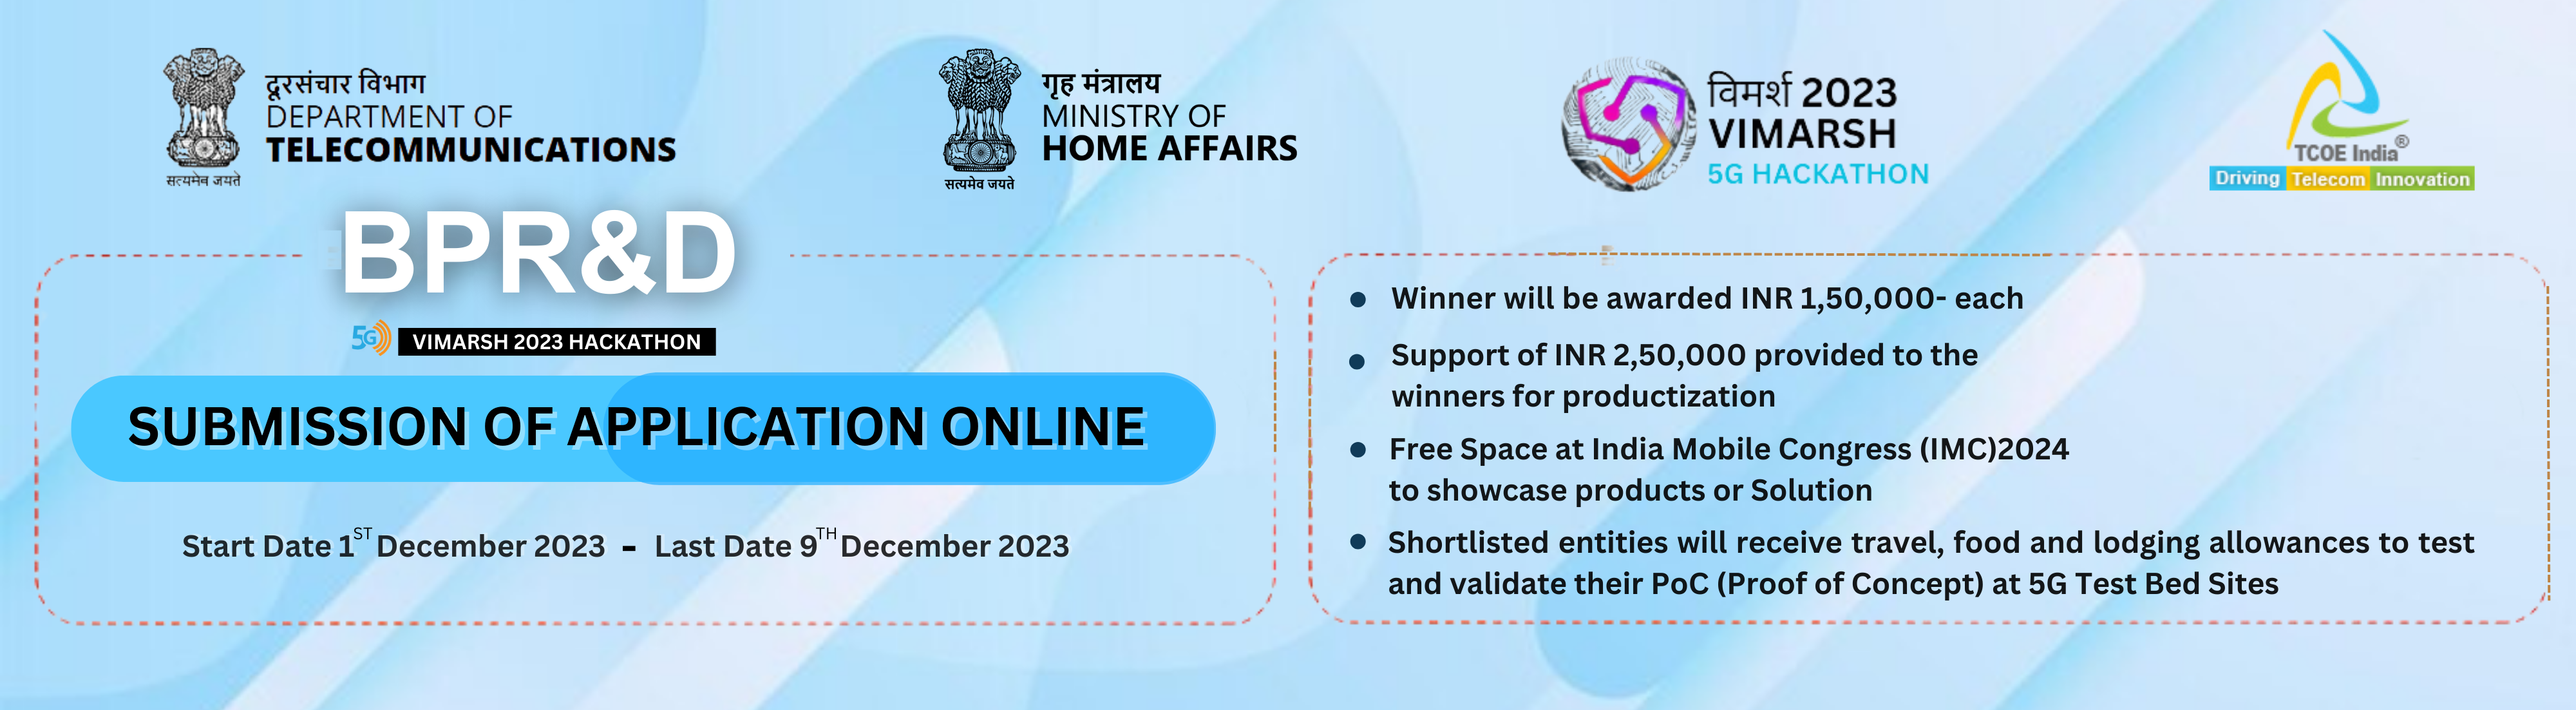 दूरसंचार विभाग
DEPARTMENT OF
TELECOMMUNICATIONS
सत्यमेव जयते
गृह मंत्रालय
MINISTRY OF
HOME AFFAIRS
सत्यमेव जयते
विमर्श 2023
VIMARSH
5G HACKATHON
TCOE India®
Driving Telecom Innovation
BPR&D
5G VIMARSH 2023 HACKATHON
SUBMISSION OF APPLICATION ONLINE
Start Date 1ST December 2023 - Last Date 9TH December 2023
• Winner will be awarded INR 1,50,000- each
• Support of INR 2,50,000 provided to the
winners for productization
• Free Space at India Mobile Congress (IMC)2024
to showcase products or Solution
• Shortlisted entities will receive travel, food and lodging allowances to test
and validate their PoC (Proof of Concept) at 5G Test Bed Sites